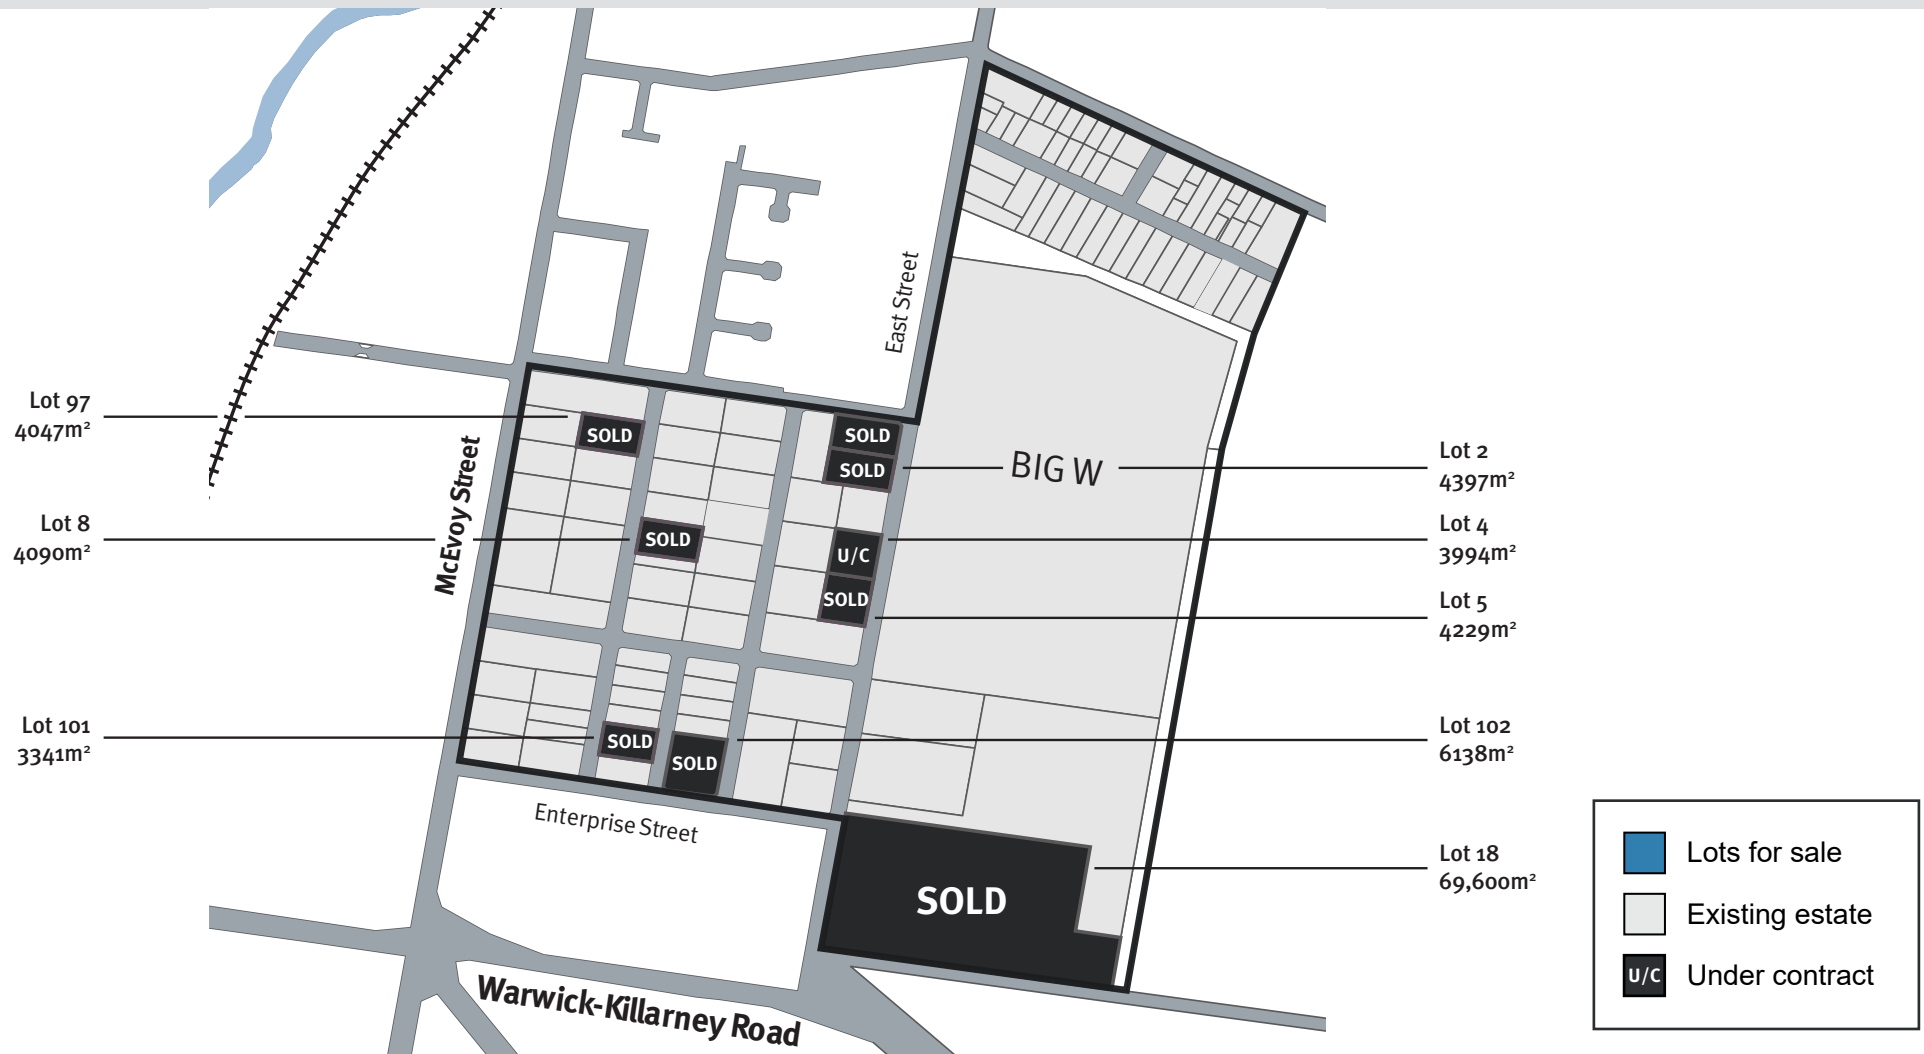 East Street
Lot 97
4047m²
SOLD
SOLD
SOLD
BIG W
Lot 2
4397m²
McEvoy Street
Lot 8
4090m²
SOLD
U/C
SOLD
Lot 4
3994m²
Lot 5
4229m²
Lot 101
3341m²
SOLD
SOLD
Lot 102
6138m²
Enterprise Street
SOLD
Lot 18
69,600m²
Warwick-Killarney Road
Lots for sale
Existing estate
U/C
Under contract